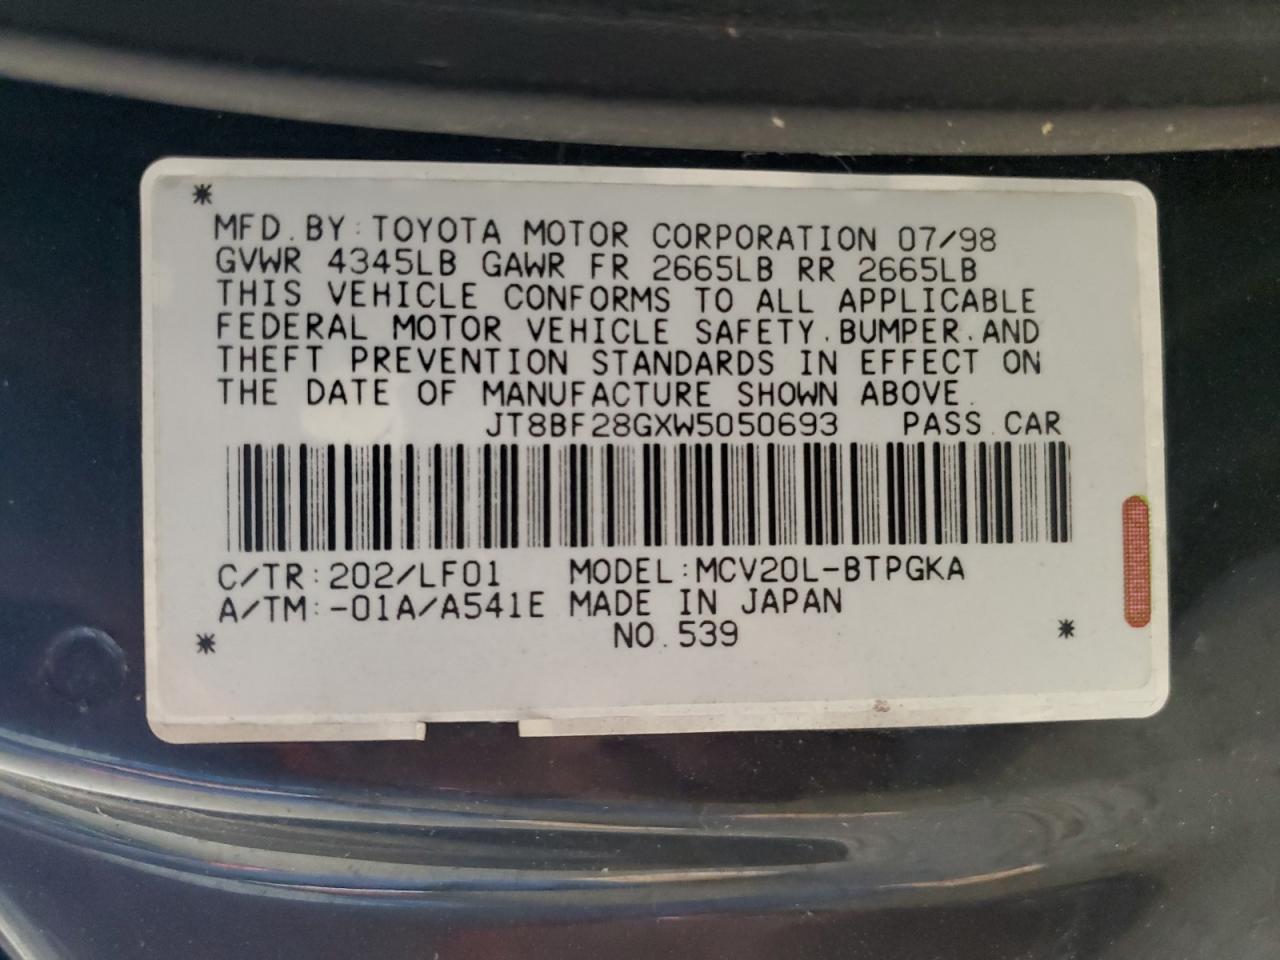 *
MFD.BY:TOYOTA MOTOR CORPORATION 07/98
GVWR 4345LB GAWR FR 2665LB RR 2665LB
THIS VEHICLE CONFORMS TO ALL APPLICABLE
FEDERAL MOTOR VEHICLE SAFETY.BUMPER.AND
THEFT PREVENTION STANDARDS IN EFFECT ON
THE DATE OF MANUFACTURE SHOWN ABOVE.
JT8BF28GXW5050693 PASS.CAR
C/TR:202/LF01 MODEL:MCV20L-BTPGKA
A/TM:-01A/A541E MADE IN JAPAN
* NO.539 *